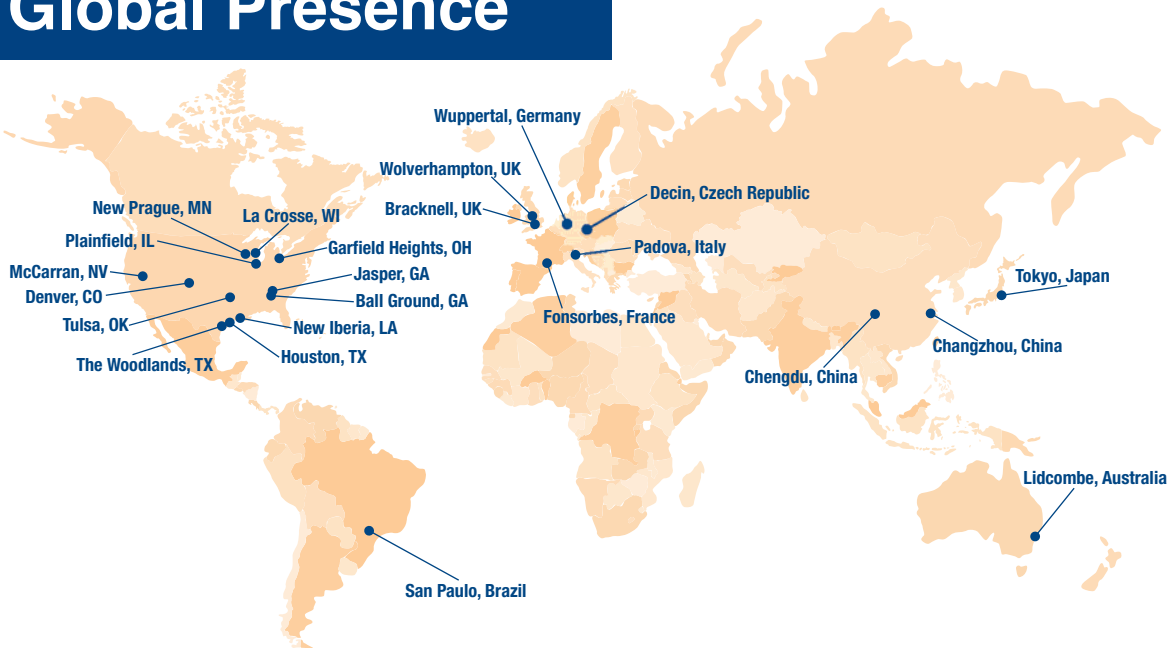 Global Presence
Wuppertal, Germany
Wolverhampton, UK
Bracknell, UK
Decin, Czech Republic
Padova, Italy
Fonsorbes, France
New Prague, MN
La Crosse, WI
Plainfield, IL
Garfield Heights, OH
McCarran, NV
Jasper, GA
Denver, CO
Ball Ground, GA
Tulsa, OK
New Iberia, LA
The Woodlands, TX
Houston, TX
Tokyo, Japan
Changzhou, China
Chengdu, China
Lidcombe, Australia
San Paulo, Brazil